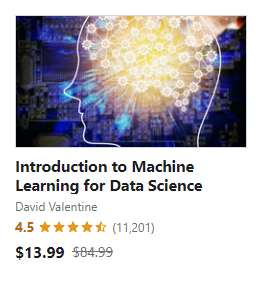 Introduction to Machine
Learning for Data Science
David Valentine
4.5 (11,201)
$13.99 $84.99